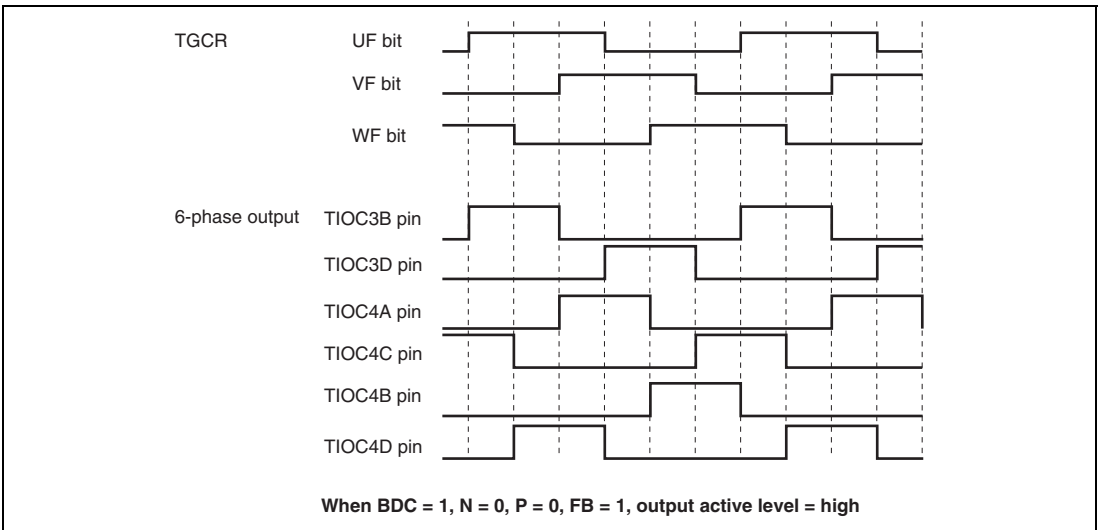 TGCR UF bit
VF bit
WF bit
6-phase output TIOC3B pin
TIOC3D pin
TIOC4A pin
TIOC4C pin
TIOC4B pin
TIOC4D pin
When BDC = 1, N = 0, P = 0, FB = 1, output active level = high